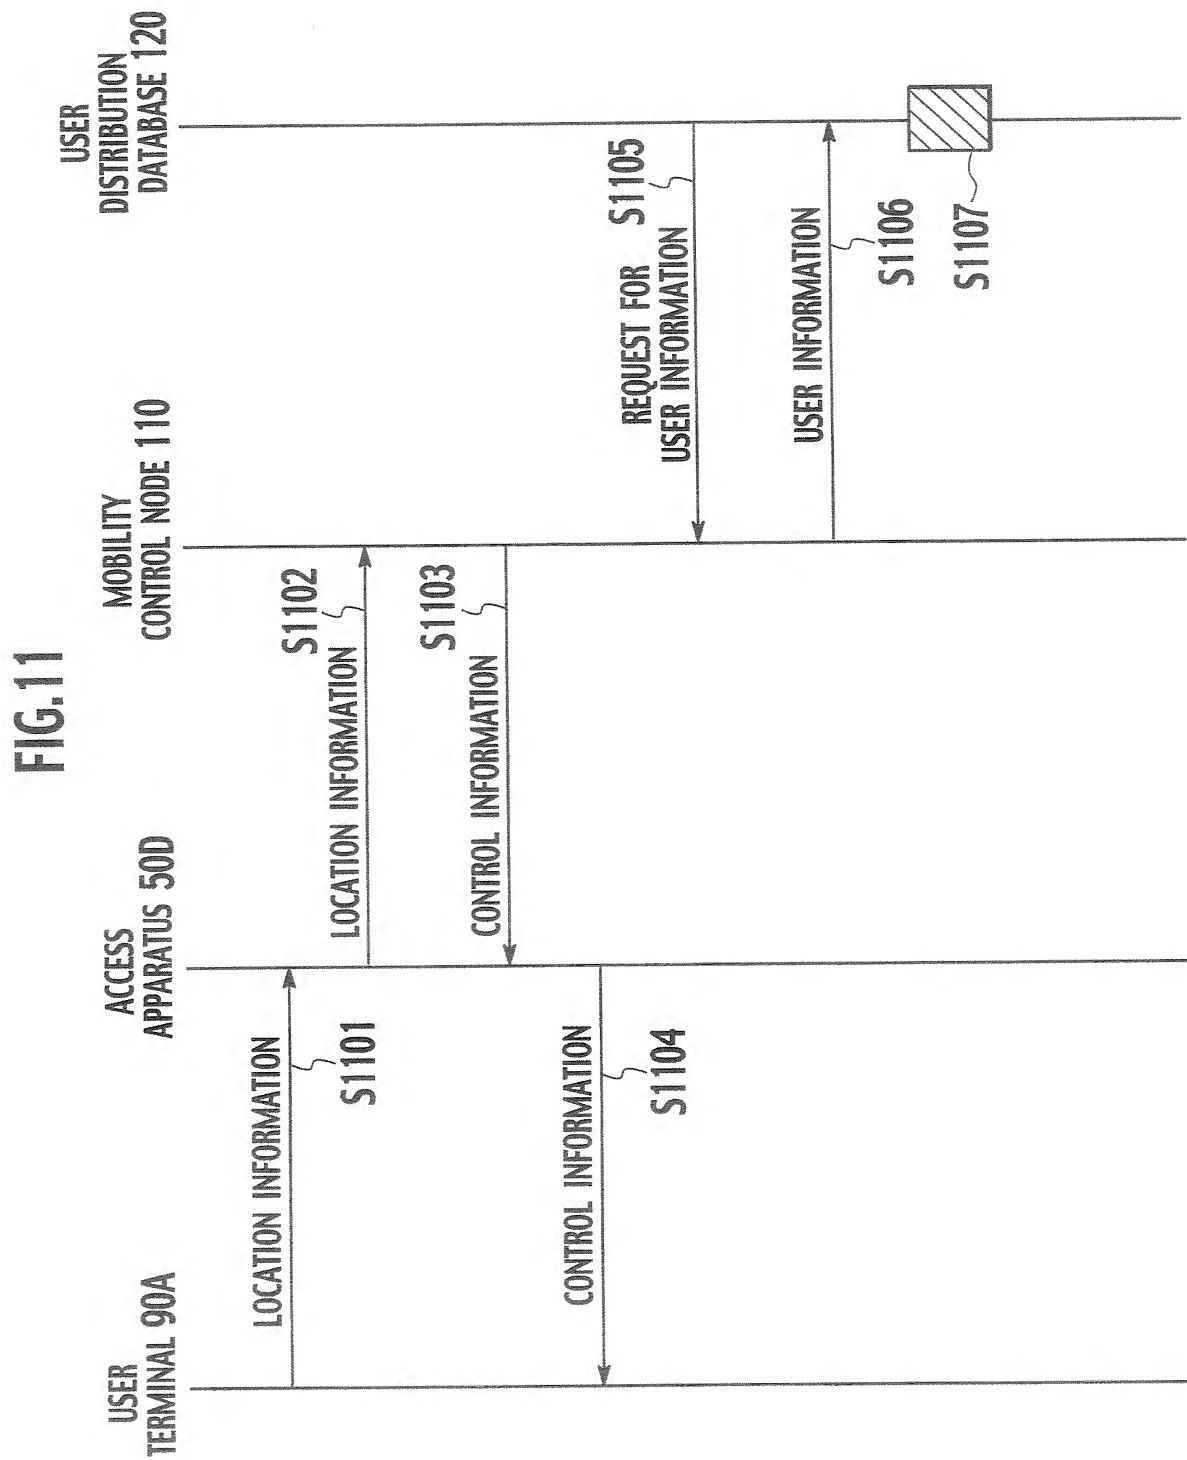 FIG.11
USER
TERMINAL 90A
ACCESS
APPARATUS 50D
MOBILITY
CONTROL NODE 110
USER
DISTRIBUTION
DATABASE 120
LOCATION INFORMATION
S1101
LOCATION INFORMATION
S1102
CONTROL INFORMATION
S1103
CONTROL INFORMATION
S1104
REQUEST FOR
USER INFORMATION
S1105
USER INFORMATION
S1106
S1107